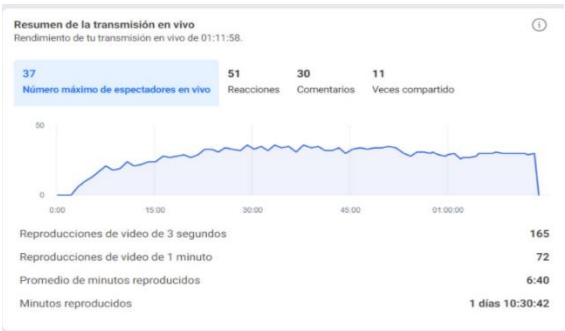 Resumen de la transmisión en vivo
Rendimiento de tu transmisión en vivo de 01:11:58.
37 51 30 11
Número máximo de espectadores en vivo Reacciones Comentarios Veces compartido
50
0
0:00 15:00 30:00 45:00 01:00:00
Reproducciones de video de 3 segundos 165
Reproducciones de video de 1 minuto 72
Promedio de minutos reproducidos 6:40
Minutos reproducidos 1 días 10:30:42